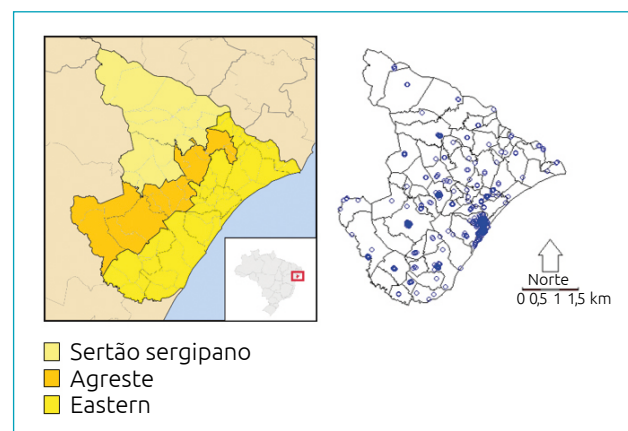 Sertão sergipano
Agreste
Eastern
Norte
0 0,5 1 1,5 km